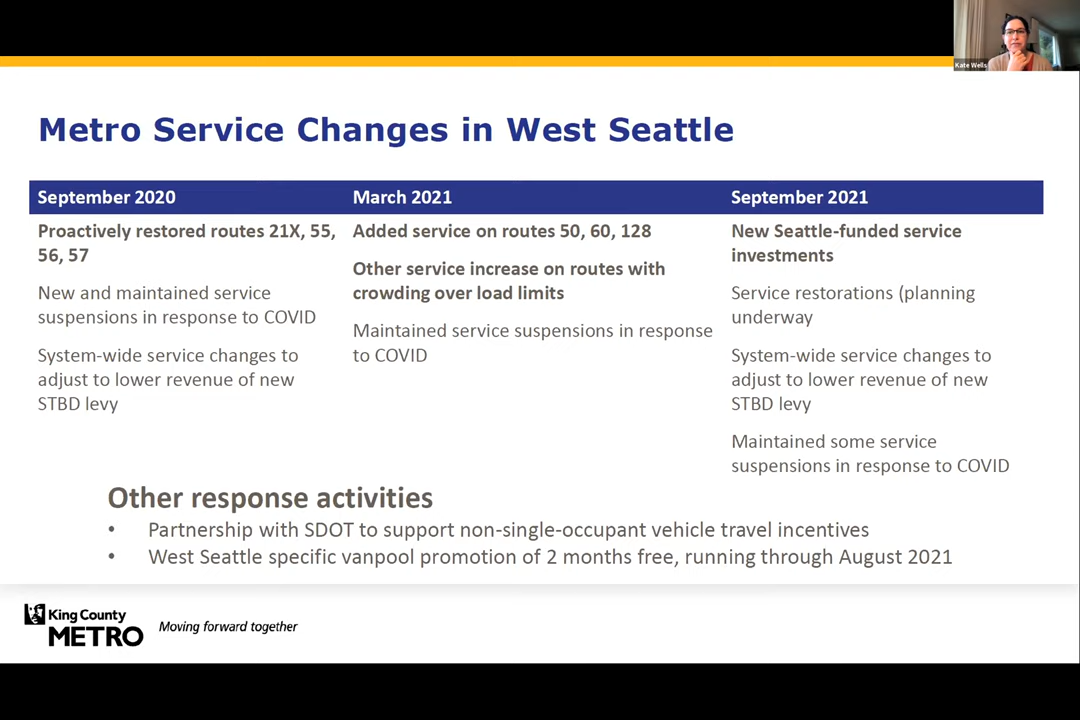 Kate Wells
Metro Service Changes in West Seattle
September 2020
Proactively restored routes 21X, 55,
56, 57
New and maintained service
suspensions in response to COVID
System-wide service changes to
adjust to lower revenue of new
STBD levy
March 2021
Added service on routes 50, 60, 128
Other service increase on routes with
crowding over load limits
Maintained service suspensions in response
to COVID
September 2021
New Seattle-funded service
investments
Service restorations (planning
underway
System-wide service changes to
adjust to lower revenue of new
STBD levy
Maintained some service
suspensions in response to COVID
Other response activities
• Partnership with SDOT to support non-single-occupant vehicle travel incentives
• West Seattle specific vanpool promotion of 2 months free, running through August 2021
King County
METRO
Moving forward together